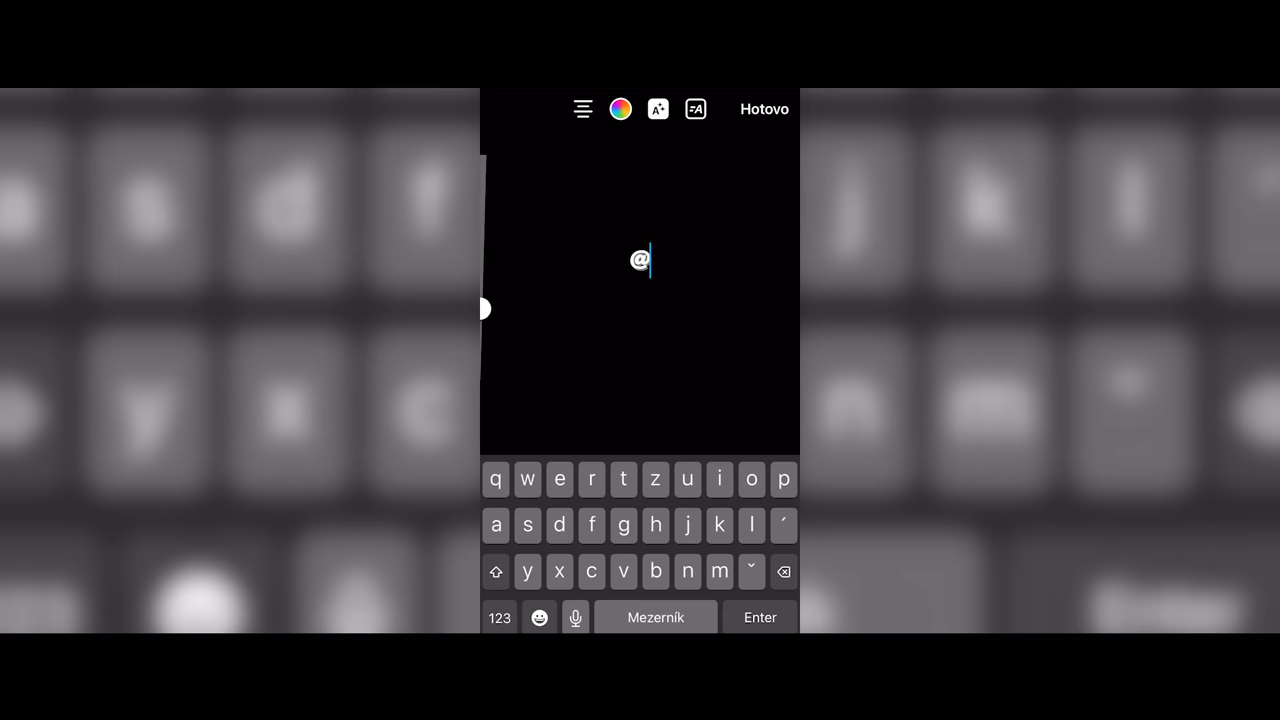 Hotovo
@
q w e r t z u i o p
a s d f g h j k l ´
y x c v b n m ˇ
123 Mezerník Enter